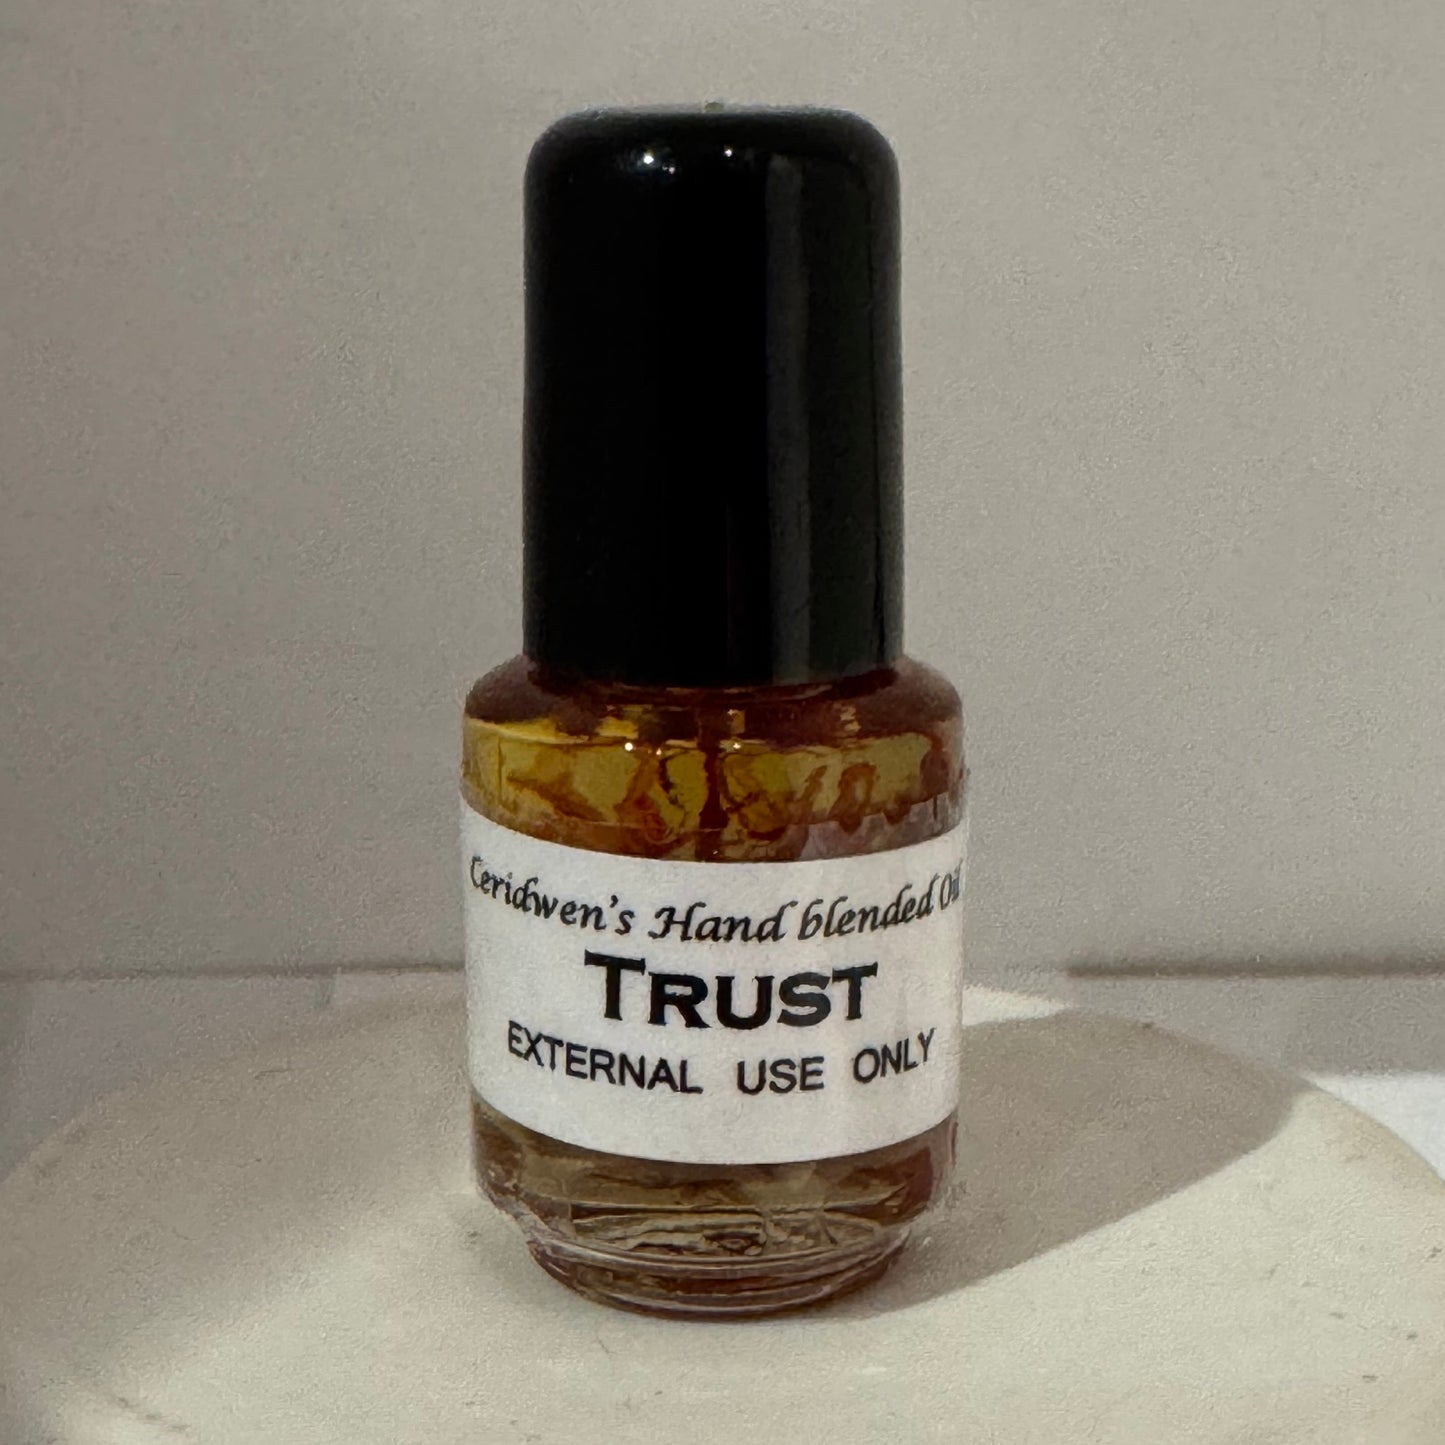 Ceridwen's Hand blended Oil
TRUST
EXTERNAL USE ONLY